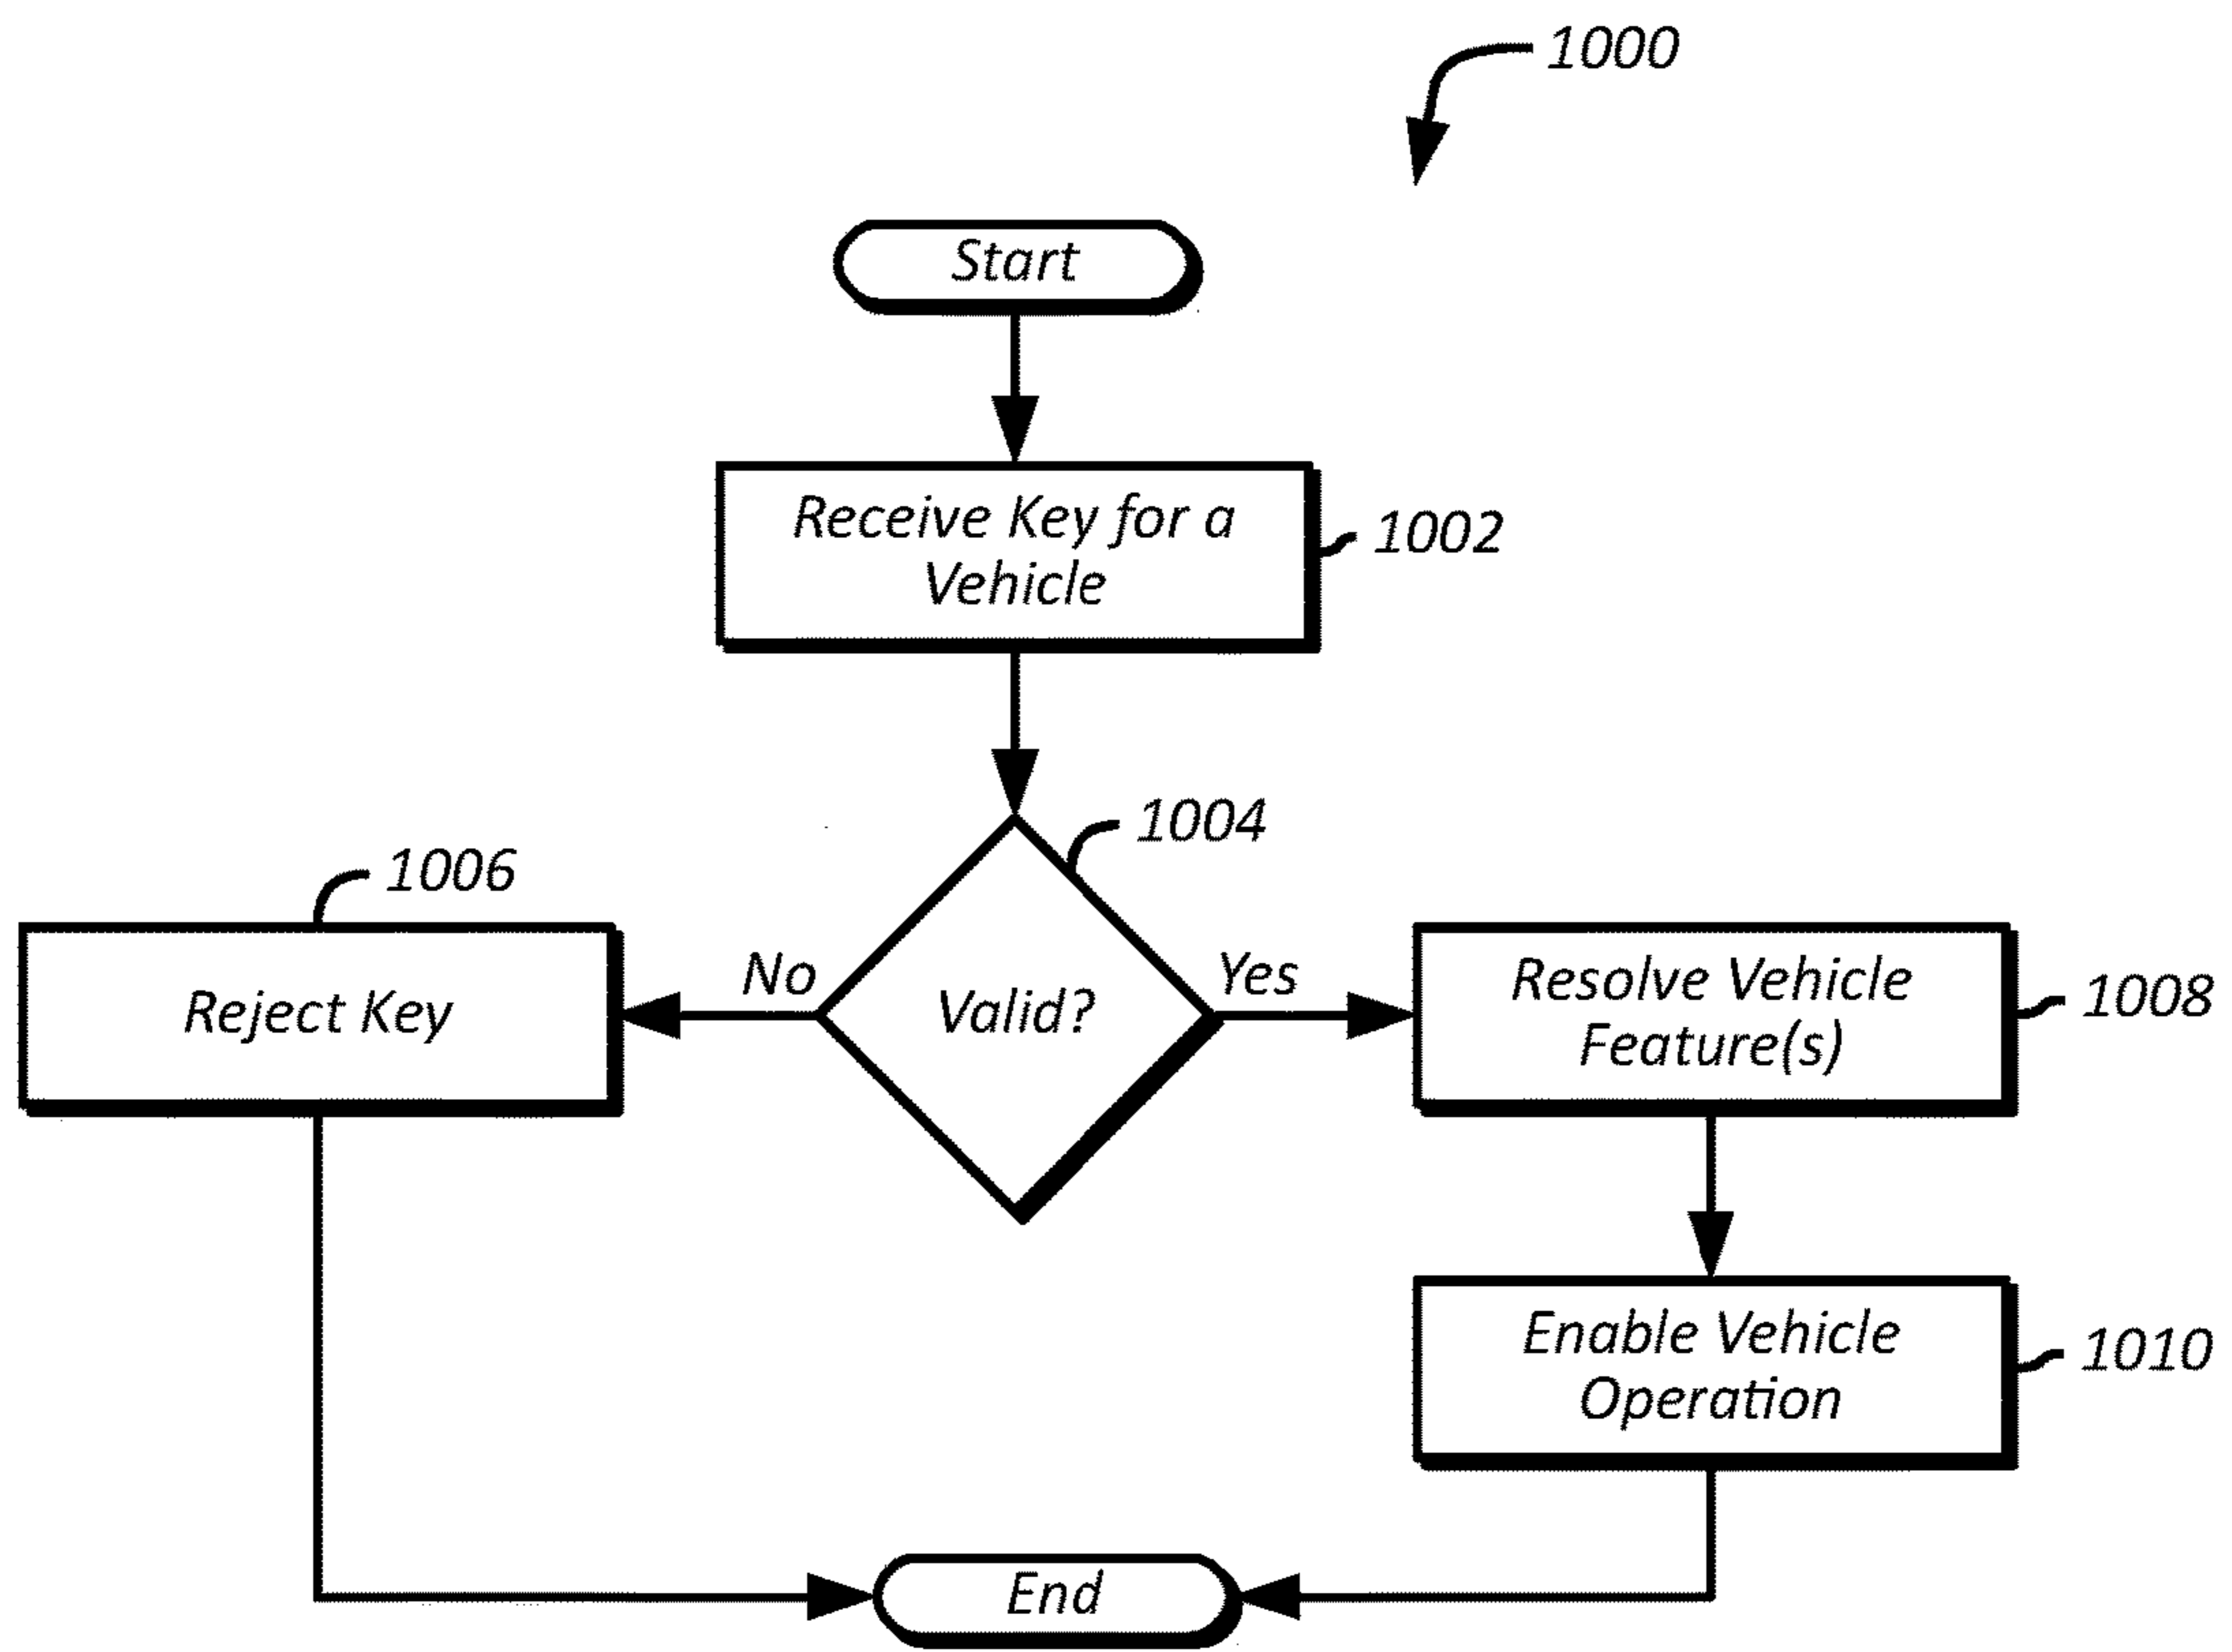 1000
Start
Receive Key for a
Vehicle
1002
1004
1006
No
Valid?
Yes
Reject Key
Resolve Vehicle
Feature(s)
1008
Enable Vehicle
Operation
1010
End